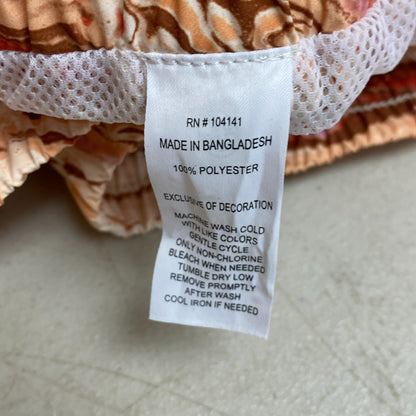 RN # 104141
MADE IN BANGLADESH
100% POLYESTER
EXCLUSIVE OF DECORATION
MACHINE WASH COLD
WITH LIKE COLORS
GENTLE CYCLE
ONLY NON-CHLORINE
BLEACH WHEN NEEDED
TUMBLE DRY LOW
REMOVE PROMPTLY
AFTER WASH
COOL IRON IF NEEDED